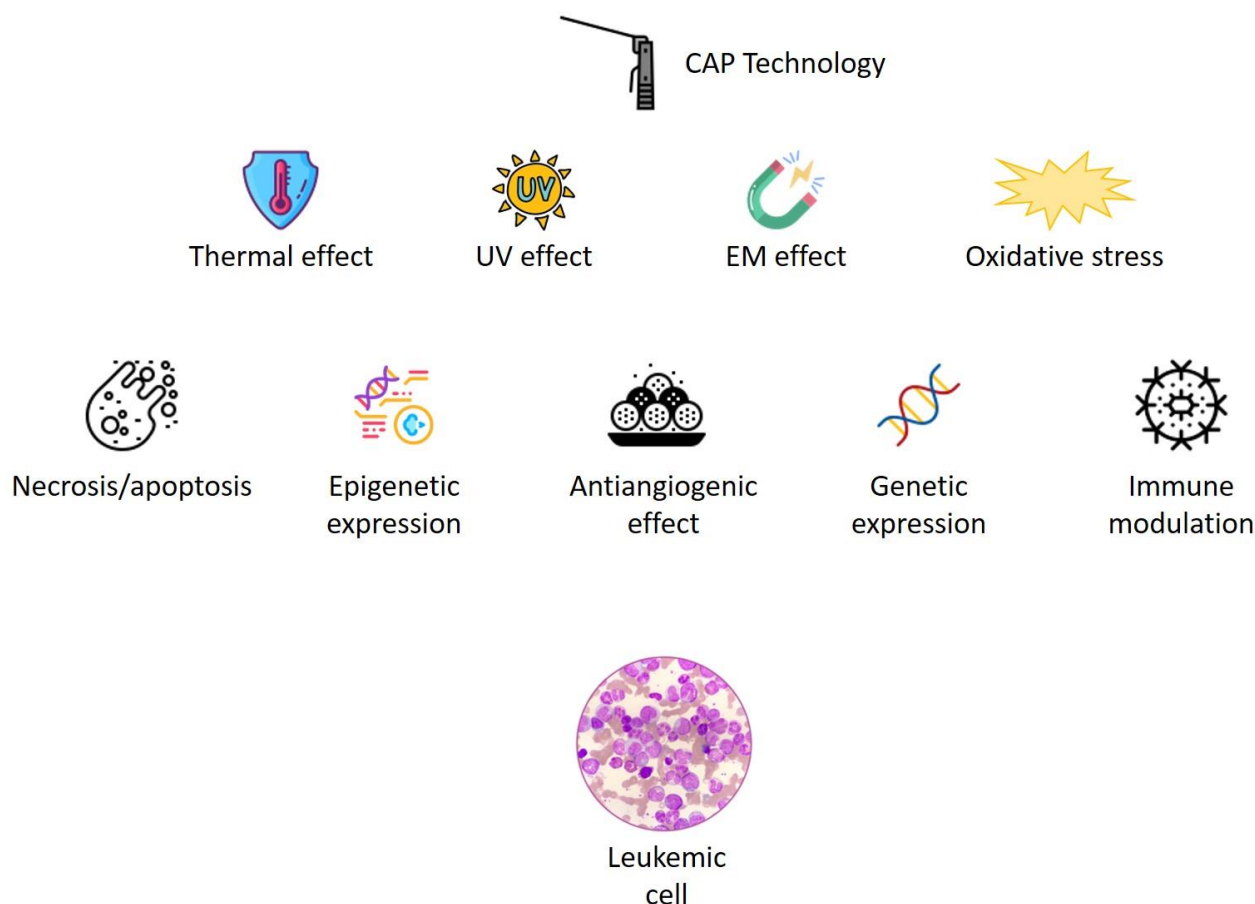 CAP Technology
UV
Thermal effect
UV effect
EM effect
Oxidative stress
Necrosis/apoptosis
Epigenetic
expression
Antiangiogenic
effect
Genetic
expression
Immune
modulation
Leukemic
cell